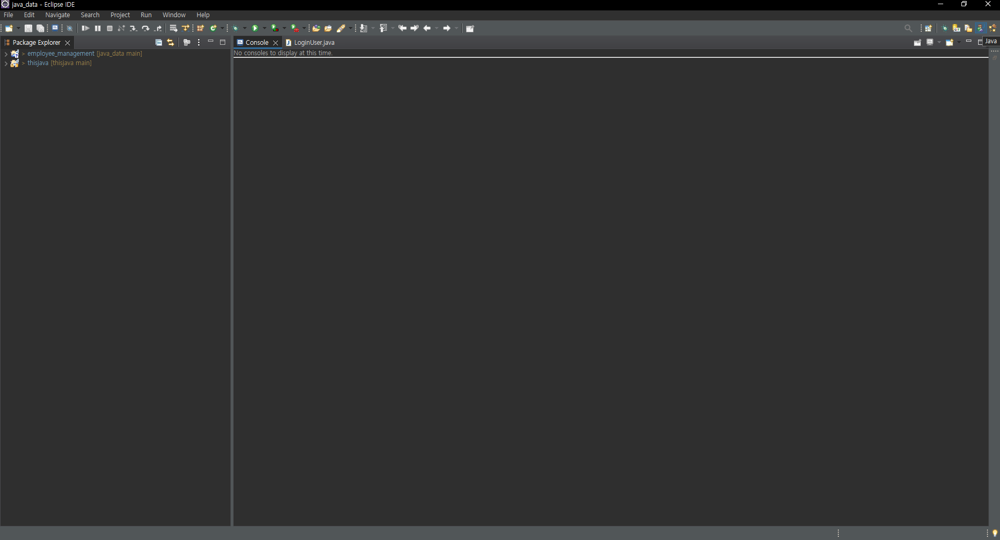 java_data - Eclipse IDE
File Edit Navigate Search Project Run Window Help
Package Explorer
Console LoginUser.java
Java
> employee_management [java_data main]
No consoles to display at this time.
> thisjava [thisjava main]